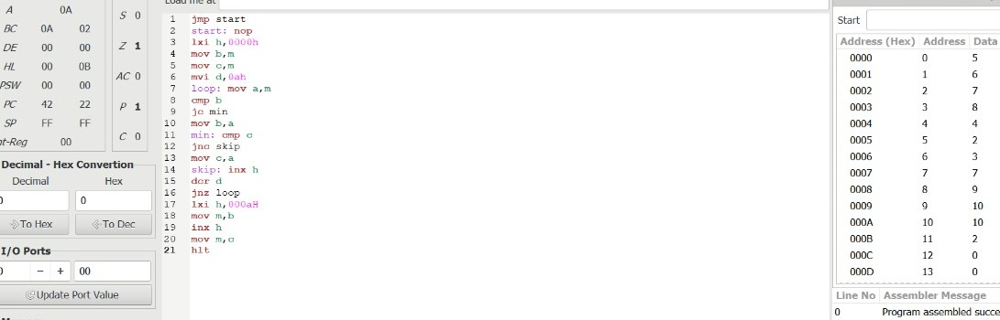 Load me at
A 0A
BC 0A 02
DE 00 00
HL 00 0B
PSW 00 00
PC 42 22
SP FF FF
00
S 0
Z 1
AC 0
P 1
C 0
Decimal - Hex Convertion
Decimal Hex
0
To Hex To Dec
I/O Ports
- + 00
Update Port Value
1 jmp start
2 start: nop
3 lxi h,0000h
4 mov b,m
5 mov c,m
6 mvi d,0ah
7 loop: mov a,m
8 cmp b
9 jc min
10 mov b,a
11 min: cmp c
12 jnc skip
13 mov c,a
14 skip: inx h
15 dcr d
16 jnz loop
17 lxi h,000aH
18 mov m,b
19 inx h
20 mov m,c
21 hlt
Start
Address (Hex) Address Data
0000 0 5
0001 1 6
0002 2 7
0003 3 8
0004 4 4
0005 5 2
0006 6 3
0007 7 7
0008 8 9
0009 9 10
000A 10 10
000B 11 2
000C 12 0
000D 13 0
Line No Assembler Message
0 Program assembled succe